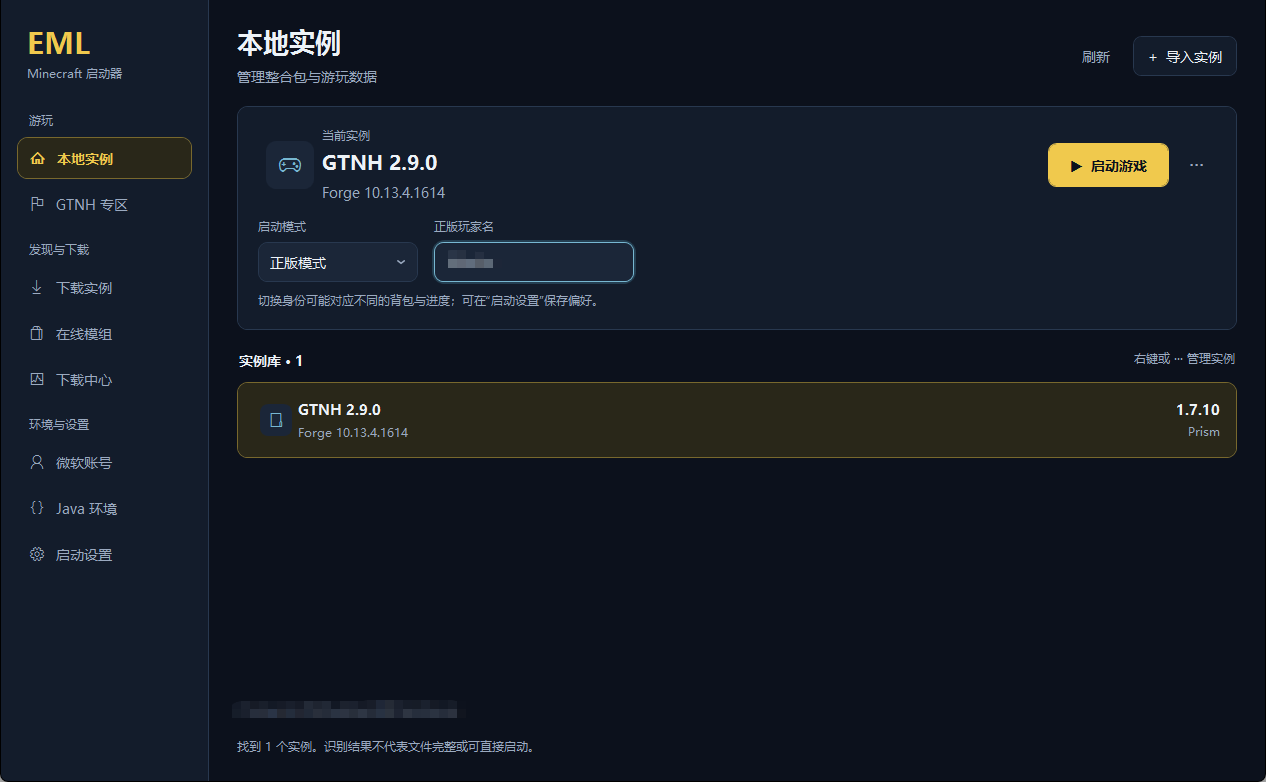 EML
Minecraft 启动器
游玩
本地实例
GTNH 专区
发现与下载
下载实例
在线模组
下载中心
环境与设置
微软账号
Java 环境
启动设置
本地实例
管理整合包与游玩数据
刷新
+ 导入实例
当前实例
GTNH 2.9.0
Forge 10.13.4.1614
▶ 启动游戏
···
启动模式
正版玩家名
正版模式
切换身份可能对应不同的背包与进度；可在“启动设置”保存偏好。
实例库 • 1
右键或 ··· 管理实例
GTNH 2.9.0
1.7.10
Forge 10.13.4.1614
Prism
找到 1 个实例。识别结果不代表文件完整或可直接启动。